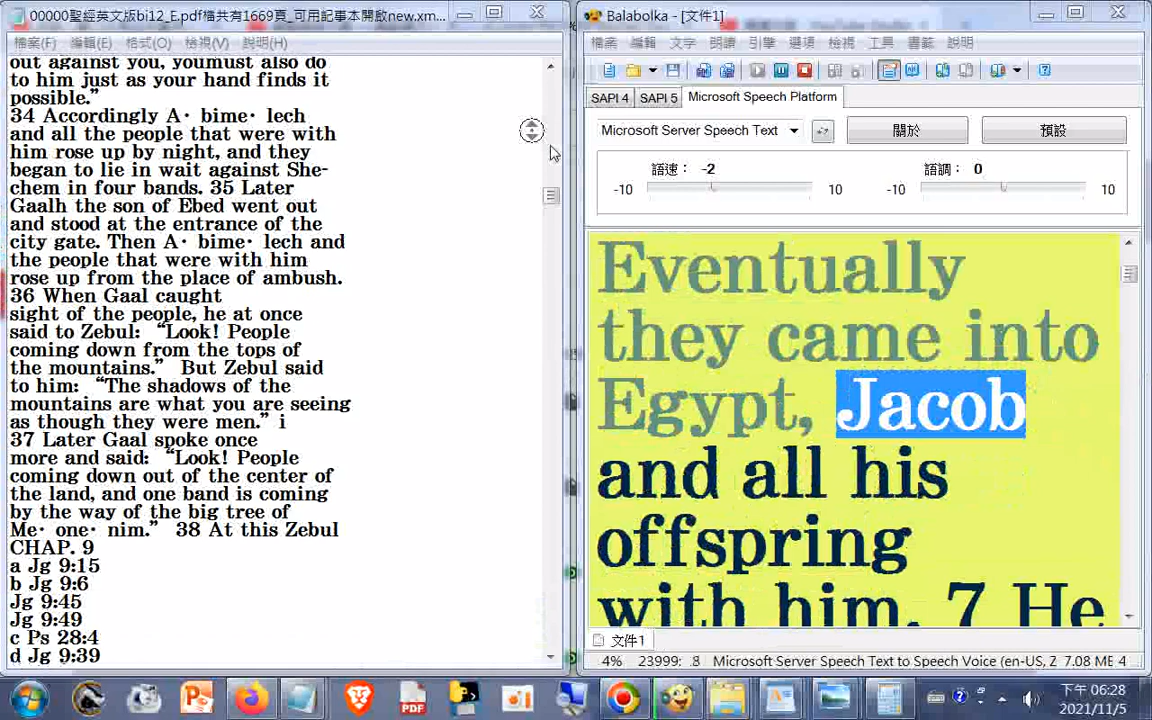 00000聖經英文版bi12_E.pdf檔共有1669頁_可用記事本開啟new.xm...
檔案(F) 編輯(E) 格式(O) 檢視(V) 說明(H)
out against you, youmust also do
to him just as your hand finds it
possible.”
34 Accordingly A· bime· lech
and all the people that were with
him rose up by night, and they
began to lie in wait against She-
chem in four bands. 35 Later
Gaalh the son of Ebed went out
and stood at the entrance of the
city gate. Then A· bime· lech and
the people that were with him
rose up from the place of ambush.
36 When Gaal caught
sight of the people, he at once
said to Zebul: “Look! People
coming down from the tops of
the mountains.” But Zebul said
to him: “The shadows of the
mountains are what you are seeing
as though they were men.” i
37 Later Gaal spoke once
more and said: “Look! People
coming down out of the center of
the land, and one band is coming
by the way of the big tree of
Me· one· nim.” 38 At this Zebul
CHAP. 9
a Jg 9:15
b Jg 9:6
Jg 9:45
Jg 9:49
c Ps 28:4
d Jg 9:39
Balabolka - [文件1]
檔案 編輯 文字 朗讀 引擎 選項 檢視 工具 書籤 說明
SAPI 4 SAPI 5 Microsoft Speech Platform
Microsoft Server Speech Text 關於 預設
語速： -2 語調： 0
-10 10 -10 10
Eventually
they came into
Egypt, Jacob
and all his
offspring
with him. 7 He
文件1
4% 23999: .8 Microsoft Server Speech Text to Speech Voice (en-US, 2 7.08 ME 4
PDF
下午 06:28
2021/11/5